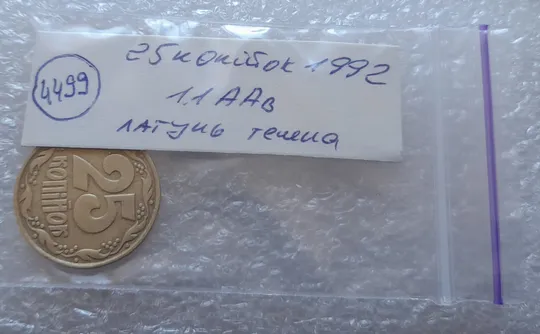 25 копійок 1992
4499
1.1 ААв
латунь темна
25
КОПІЙОК